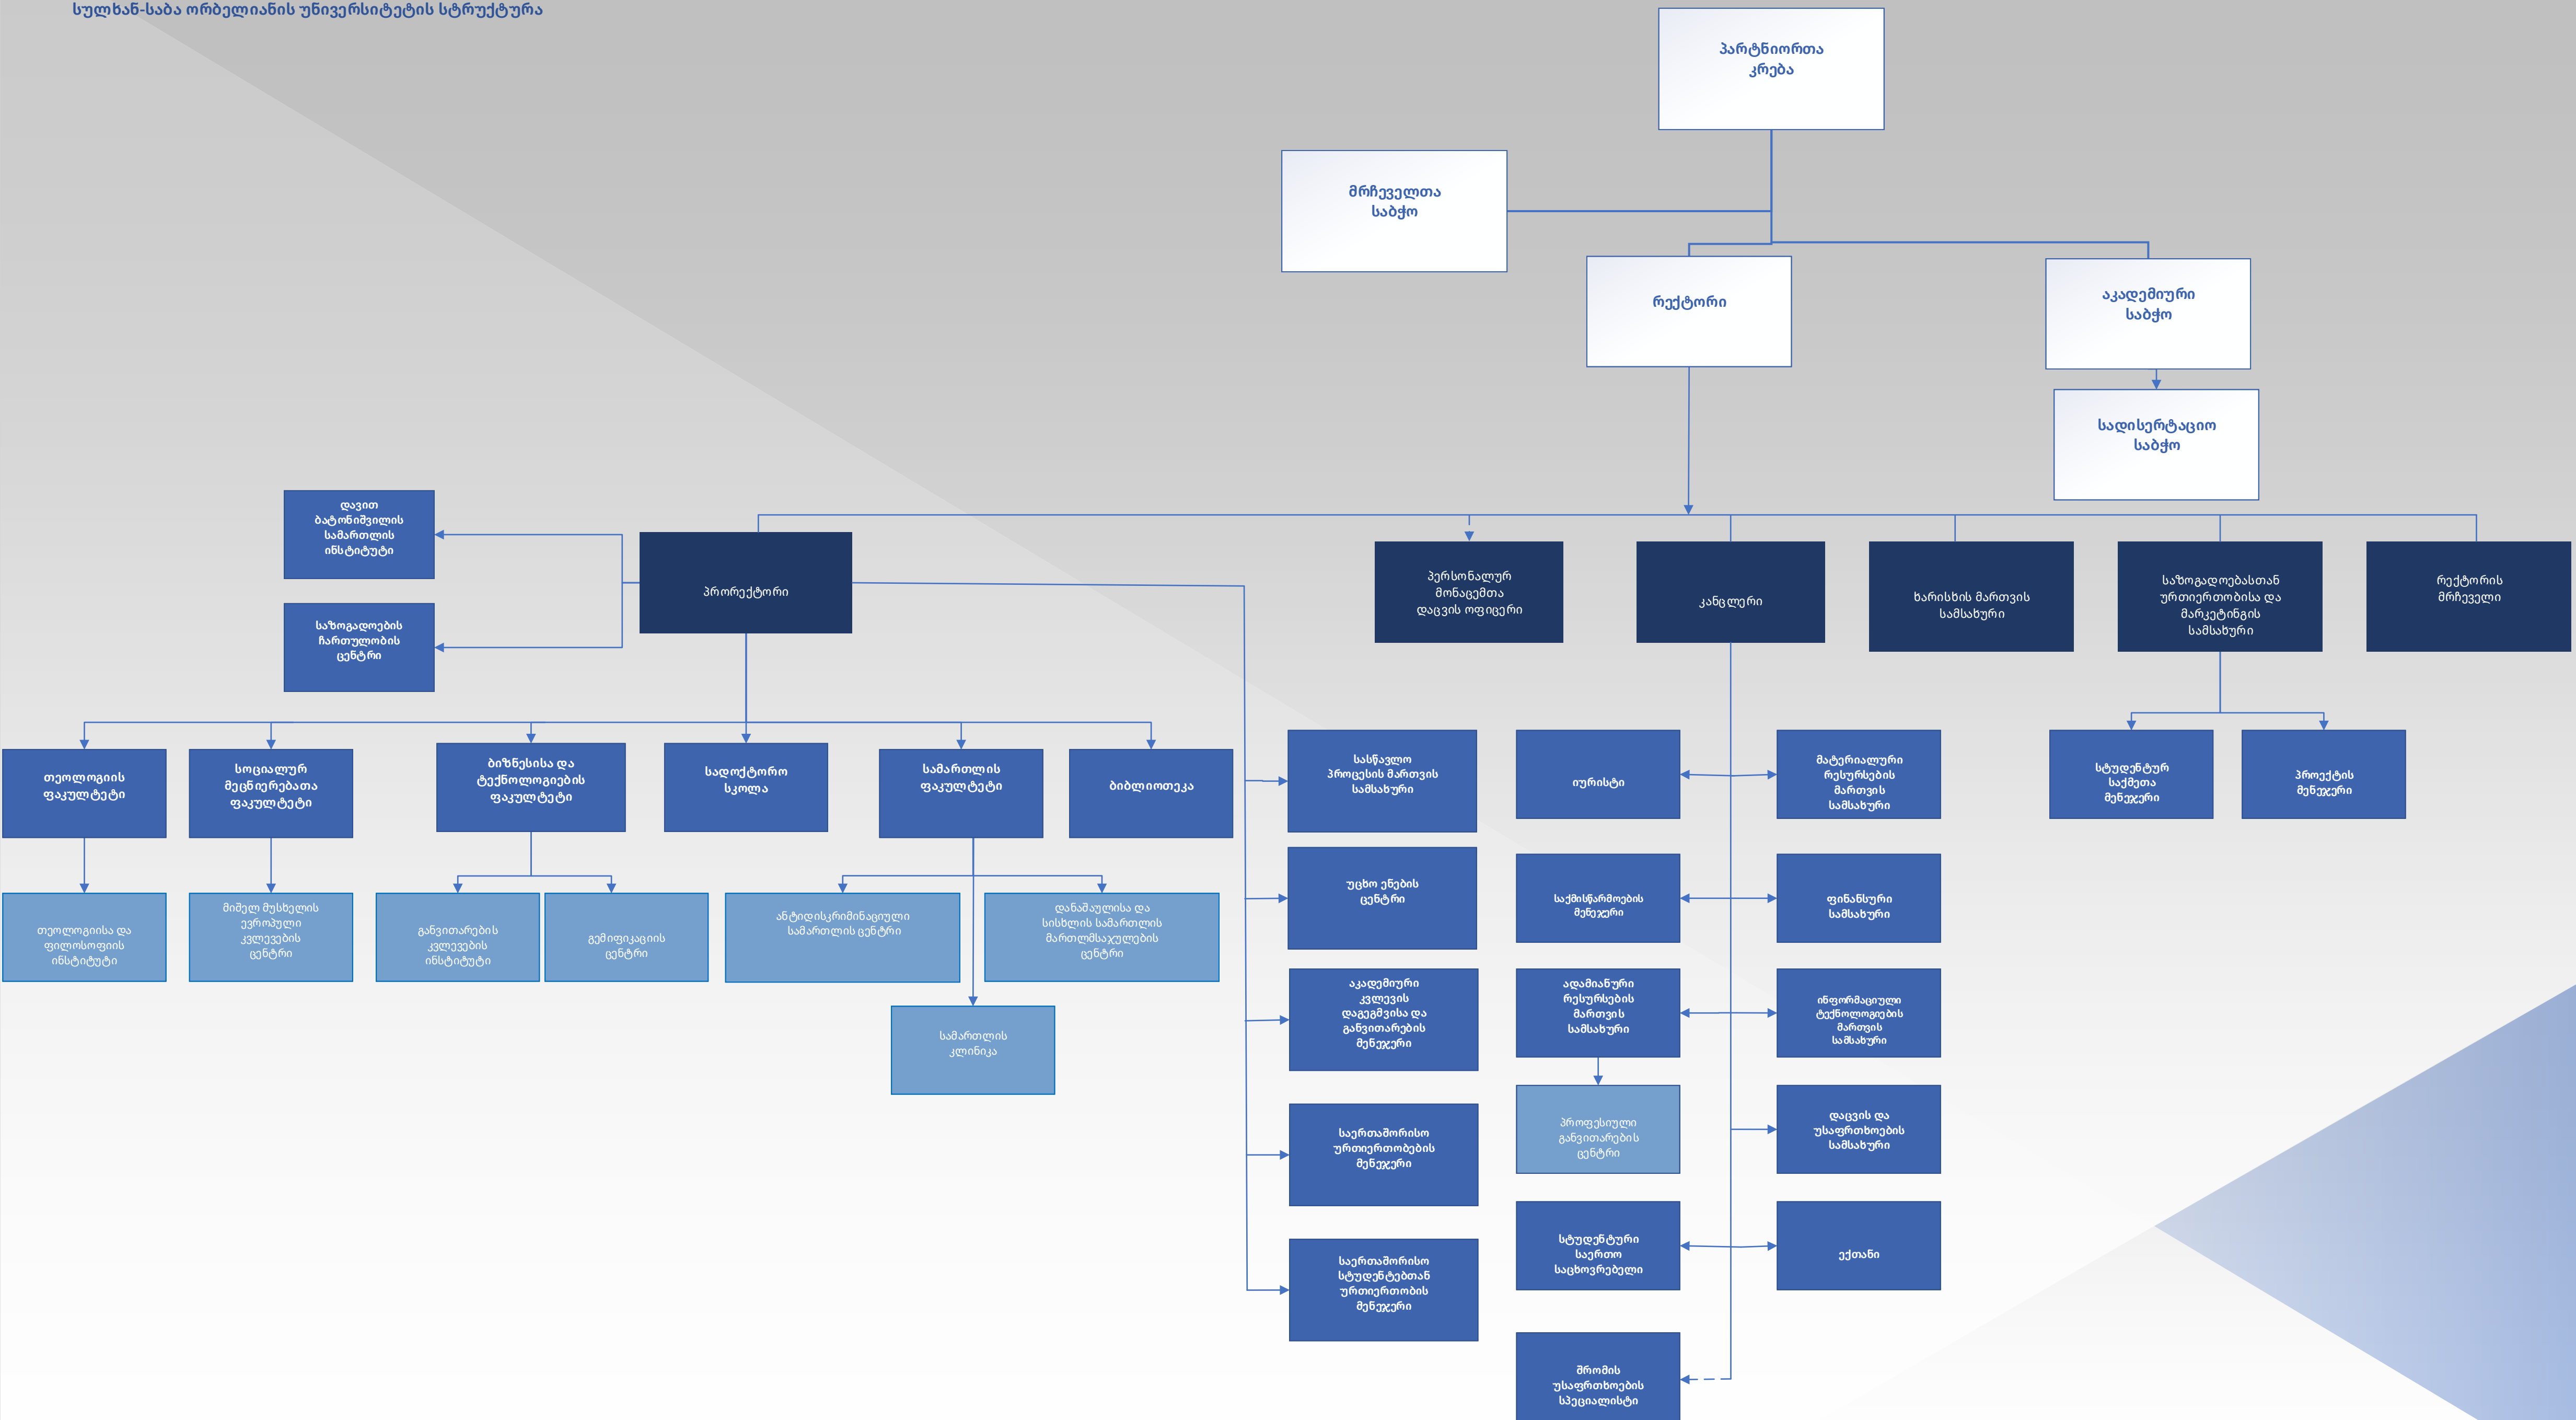 სულხან-საბა ორბელიანის უნივერსიტეტის სტრუქტურა
პარტნიორთა
კრება
მრჩეველთა
საბჭო
რექტორი
აკადემიური
საბჭო
სადისერტაციო
საბჭო
დავით
ბატონიშვილის
სამართლის
ინსტიტუტი
საზოგადოების
ჩართულობის
ცენტრი
პრორექტორი
პერსონალურ
მონაცემთა
დაცვის ოფიცერი
კანცლერი
ხარისხის მართვის
სამსახური
საზოგადოებასთან
ურთიერთობისა და
მარკეტინგის
სამსახური
რექტორის
მრჩეველი
თეოლოგიის
ფაკულტეტი
სოციალურ
მეცნიერებათა
ფაკულტეტი
ბიზნესისა და
ტექნოლოგიების
ფაკულტეტი
სადოქტორო
სკოლა
სამართლის
ფაკულტეტი
ბიბლიოთეკა
სასწავლო
პროცესის მართვის
სამსახური
იურისტი
მატერიალური
რესურსების
მართვის
სამსახური
სტუდენტურ
საქმეთა
მენეჯერი
პროექტის
მენეჯერი
თეოლოგიისა და
ფილოსოფიის
ინსტიტუტი
მიშელ მუსხელის
ევროპული
კვლევების
ცენტრი
განვითარების
კვლევების
ინსტიტუტი
გემიფიკაციის
ცენტრი
ანტიდისკრიმინაციული
სამართლის ცენტრი
დანაშაულისა და
სისხლის სამართლის
მართლმსაჯულების
ცენტრი
სამართლის
კლინიკა
უცხო ენების
ცენტრი
საქმისწარმოების
მენეჯერი
ფინანსური
სამსახური
აკადემიური
კვლევის
დაგეგმვისა და
განვითარების
მენეჯერი
ადამიანური
რესურსების
მართვის
სამსახური
ინფორმაციული
ტექნოლოგიების
მართვის
სამსახური
საერთაშორისო
ურთიერთობების
მენეჯერი
პროფესიული
განვითარების
ცენტრი
დაცვის და
უსაფრთხოების
სამსახური
საერთაშორისო
სტუდენტებთან
ურთიერთობის
მენეჯერი
სტუდენტური
საერთო
საცხოვრებელი
ექთანი
შრომის
უსაფრთხოების
სპეციალისტი